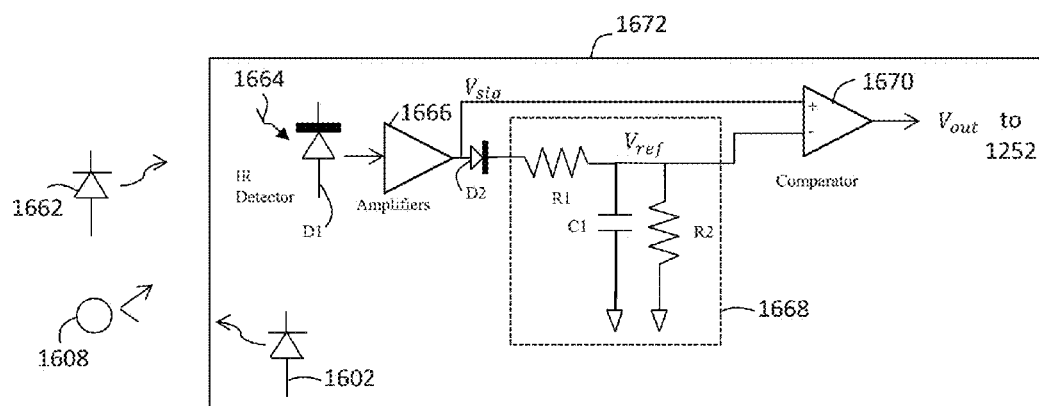 1672
1664
V_sig
1666
1670
V_ref
+
-
V_out to
1252
IR
Detector
D1
Amplifiers
D2
R1
C1
R2
Comparator
1662
1608
1602
1668